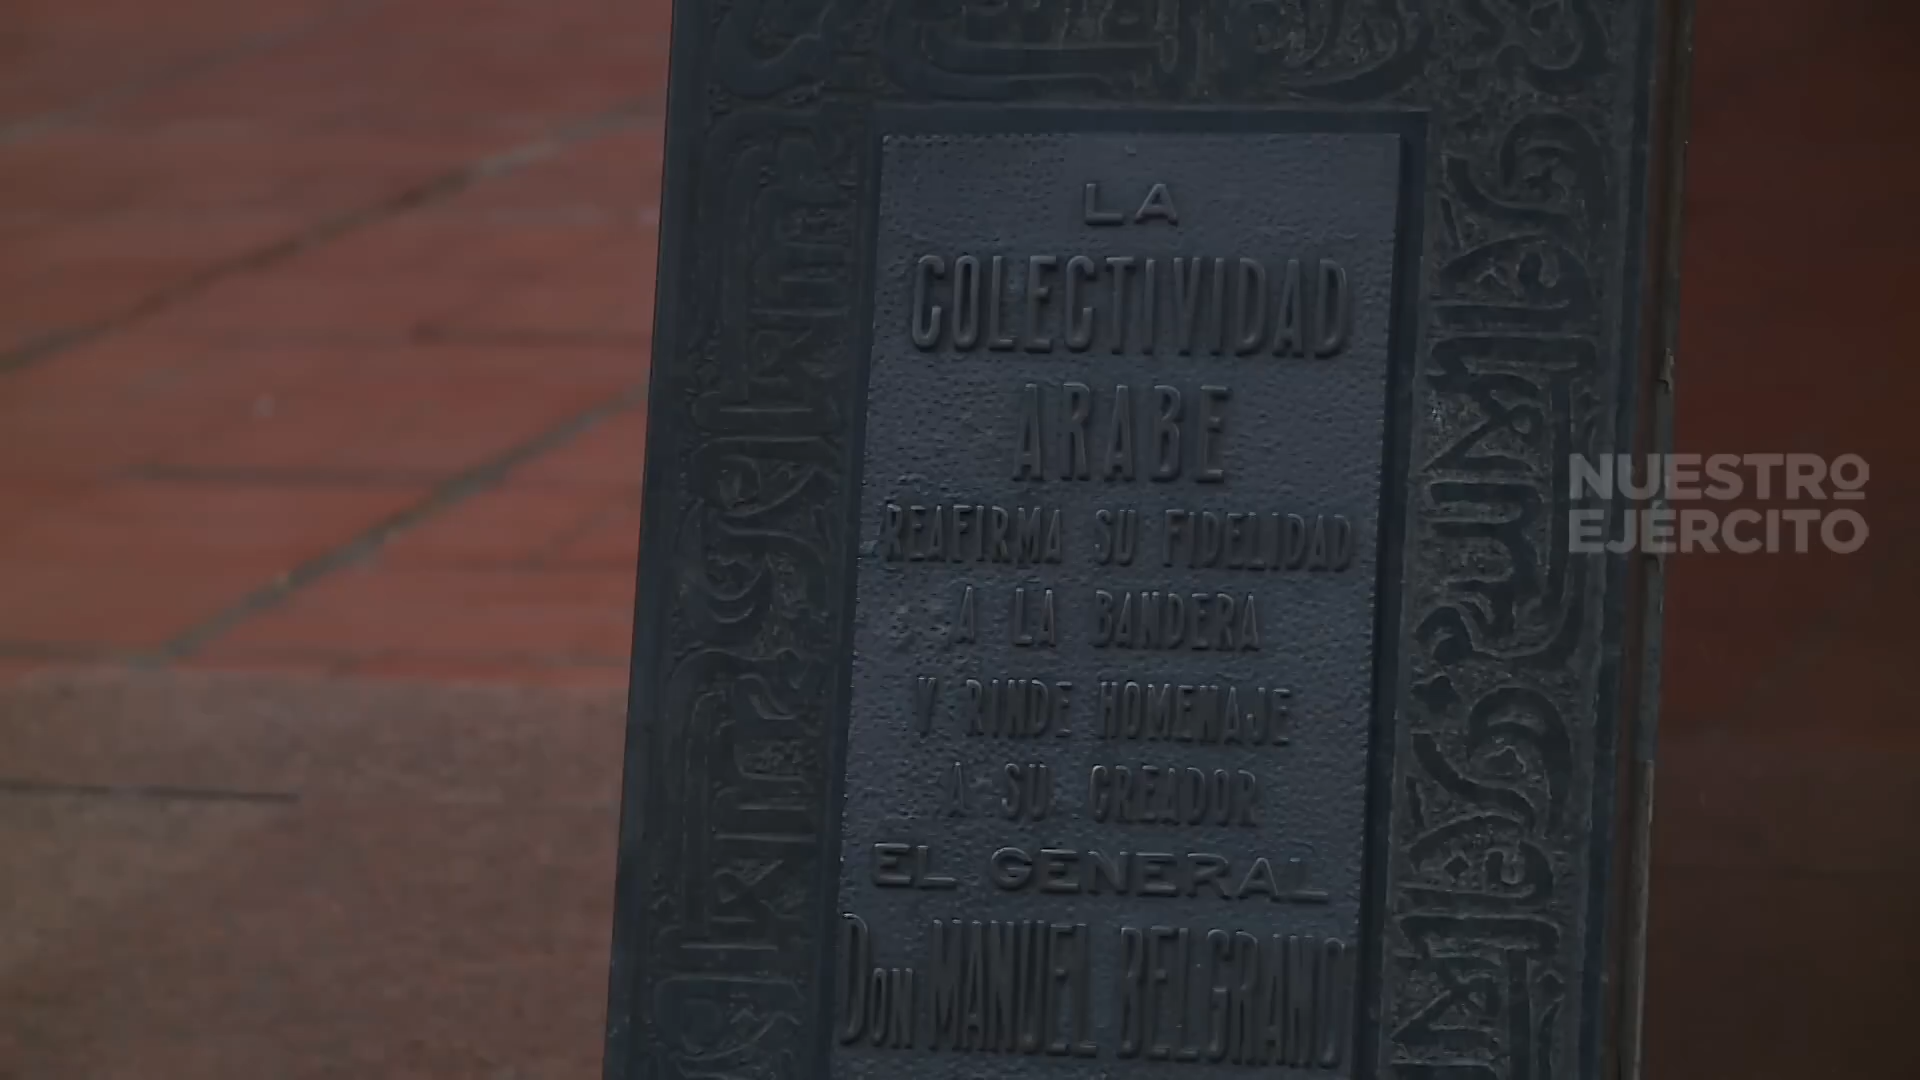 LA
COLECTIVIDAD
ARABE
REAFIRMA SU FIDELIDAD
A LA BANDERA
Y RINDE HOMENAJE
A SU CREADOR
EL GENERAL
DON MANUEL BELGRANO
NUESTRO
EJÉRCITO